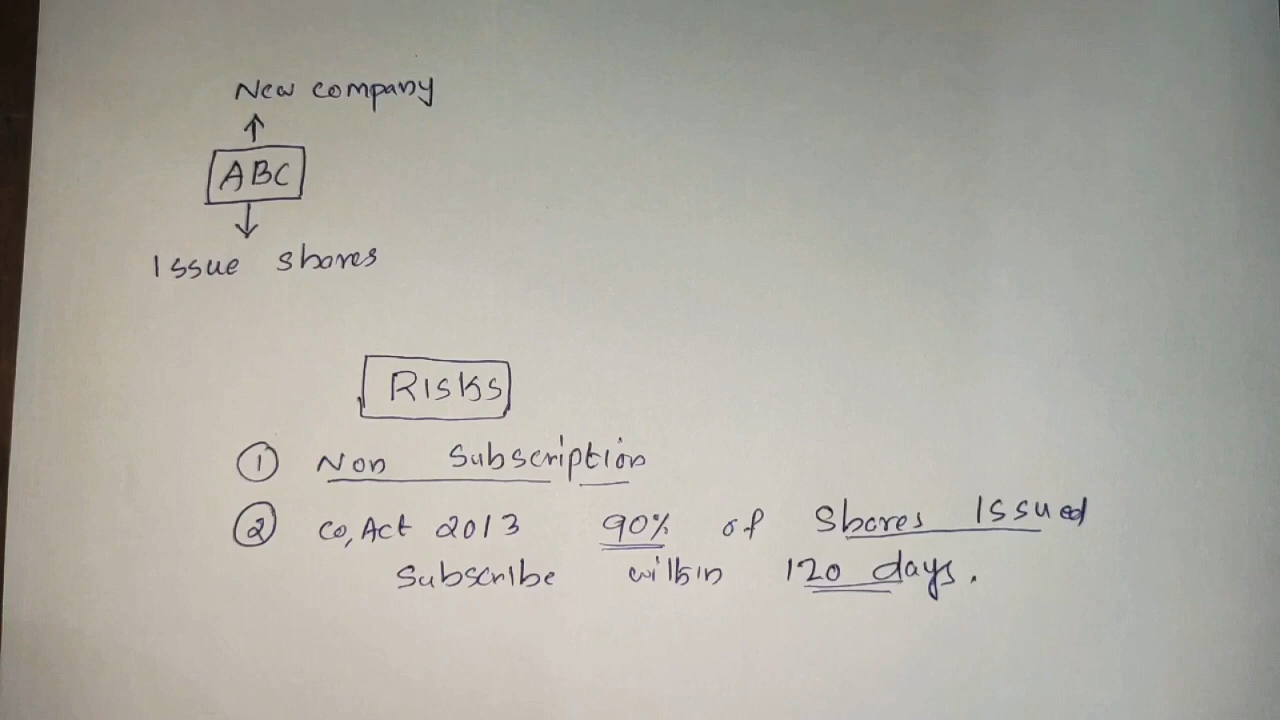 New company
ABC
Issue shares
Risks
1 Non Subscription
2 Co, Act 2013 90% of Shares Issued
Subscribe within 120 days.